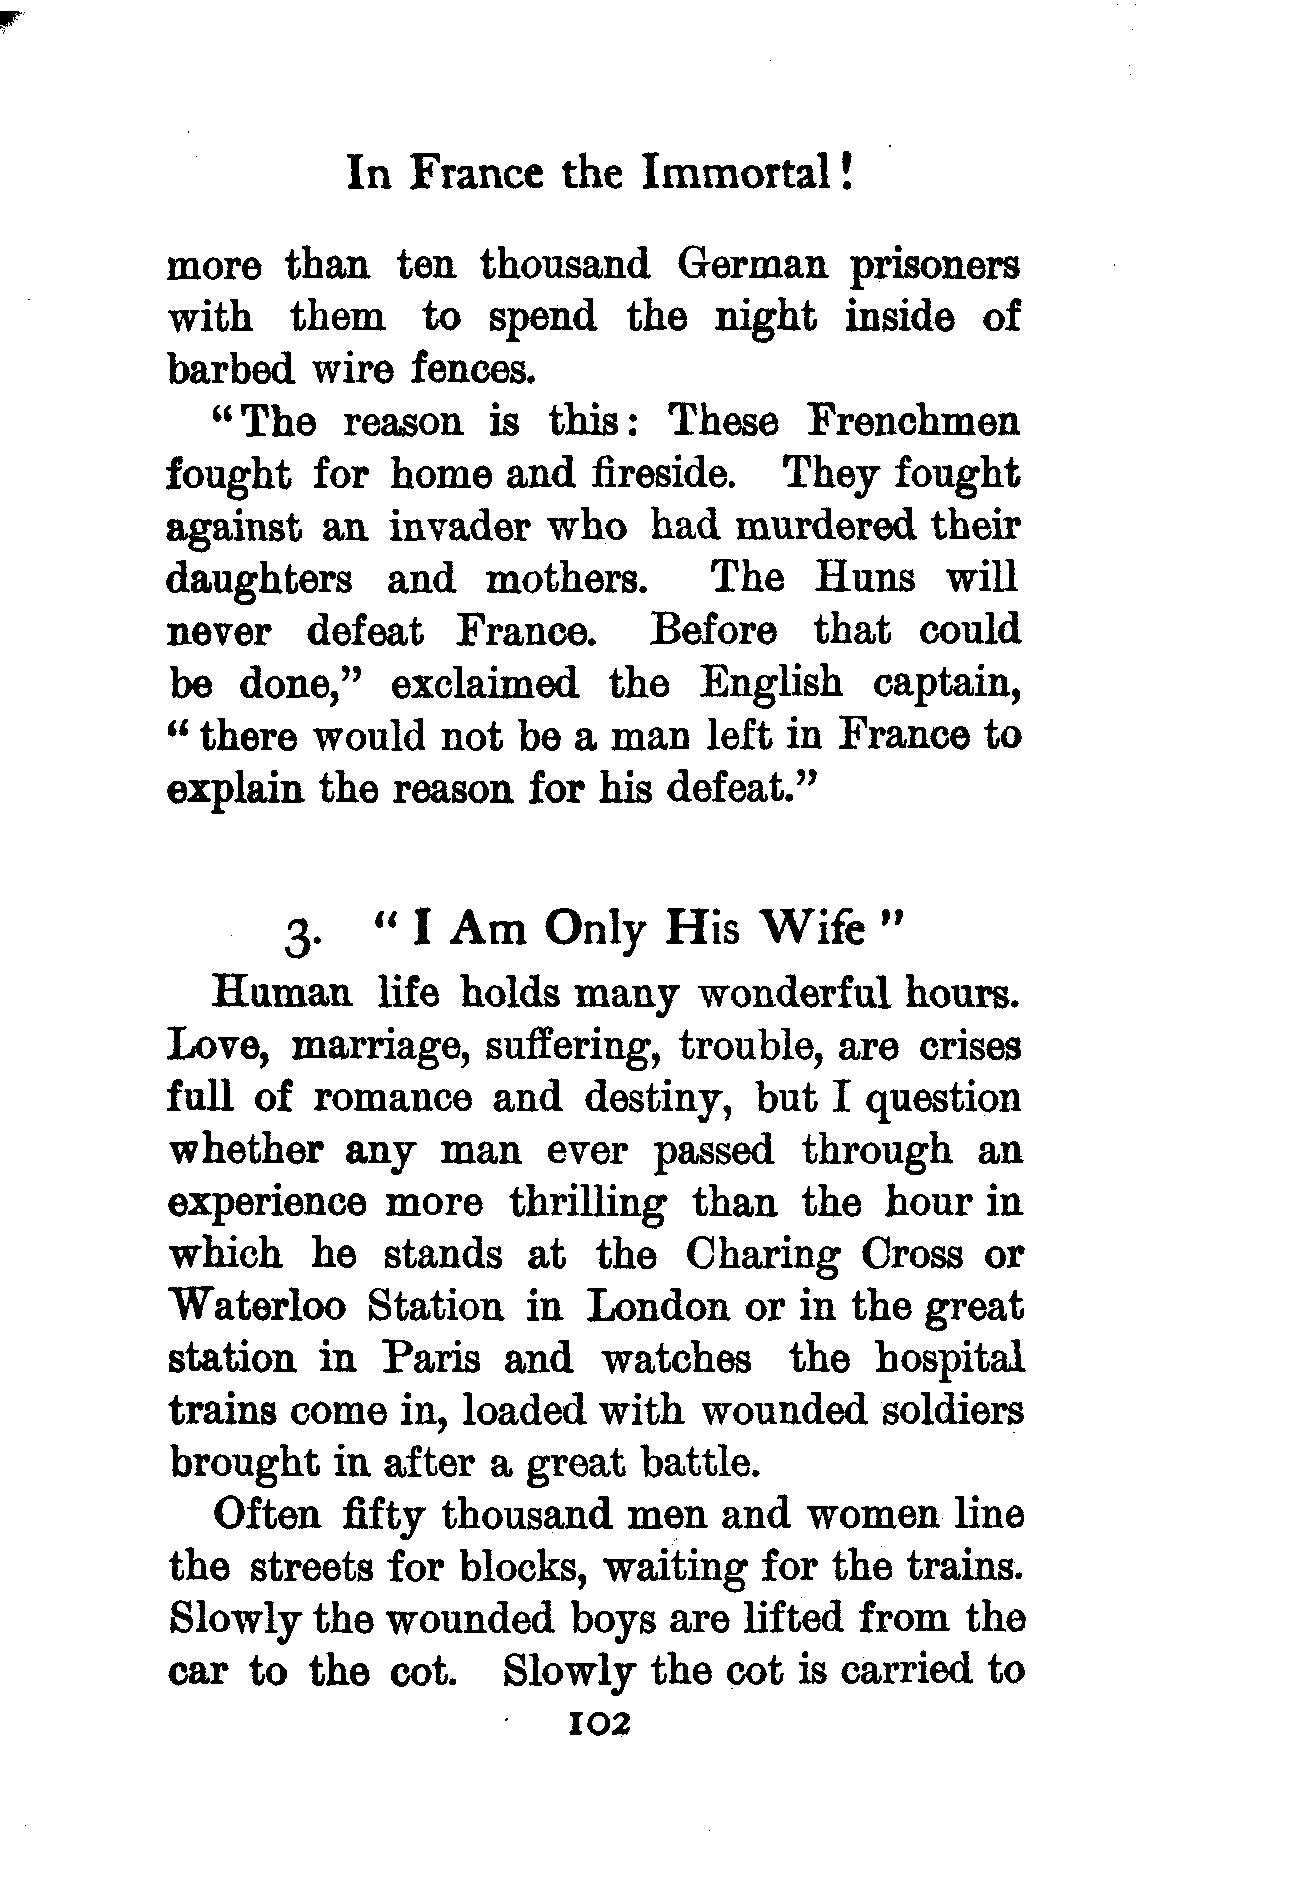 In France the Immortal!
more than ten thousand German prisoners
with them to spend the night inside of
barbed wire fences.
"The reason is this: These Frenchmen
fought for home and fireside. They fought
against an invader who had murdered their
daughters and mothers. The Huns will
never defeat France. Before that could
be done," exclaimed the English captain,
"there would not be a man left in France to
explain the reason for his defeat."
3. "I Am Only His Wife"
Human life holds many wonderful hours.
Love, marriage, suffering, trouble, are crises
full of romance and destiny, but I question
whether any man ever passed through an
experience more thrilling than the hour in
which he stands at the Charing Cross or
Waterloo Station in London or in the great
station in Paris and watches the hospital
trains come in, loaded with wounded soldiers
brought in after a great battle.
Often fifty thousand men and women line
the streets for blocks, waiting for the trains.
Slowly the wounded boys are lifted from the
car to the cot. Slowly the cot is carried to
102